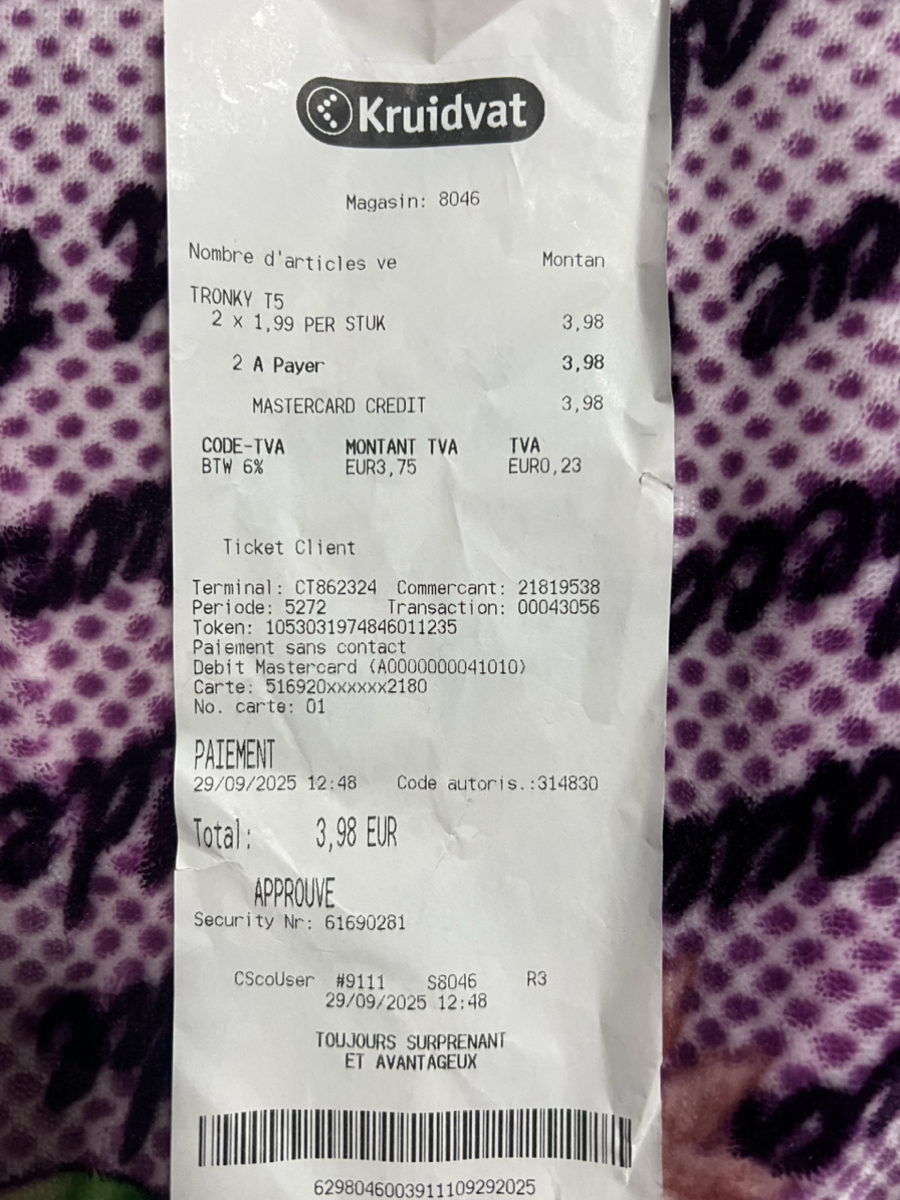 Kruidvat
Magasin: 8046
Nombre d'articles ve Montan
TRONKY T5
2 x 1,99 PER STUK 3,98
2 A Payer 3,98
MASTERCARD CREDIT 3,98
CODE-TVA MONTANT TVA TVA
BTW 6% EUR3,75 EUR0,23
Ticket Client
Terminal: CT862324 Commercant: 21819538
Periode: 5272 Transaction: 00043056
Token: 1053031974846011235
Paiement sans contact
Debit Mastercard (A0000000041010)
Carte: 516920xxxxxx2180
No. carte: 01
PAIEMENT
29/09/2025 12:48 Code autoris.:314830
Total: 3,98 EUR
APPROUVE
Security Nr: 61690281
CScoUser #9111 S8046 R3
29/09/2025 12:48
TOUJOURS SURPRENANT
ET AVANTAGEUX
6298046003911109292025